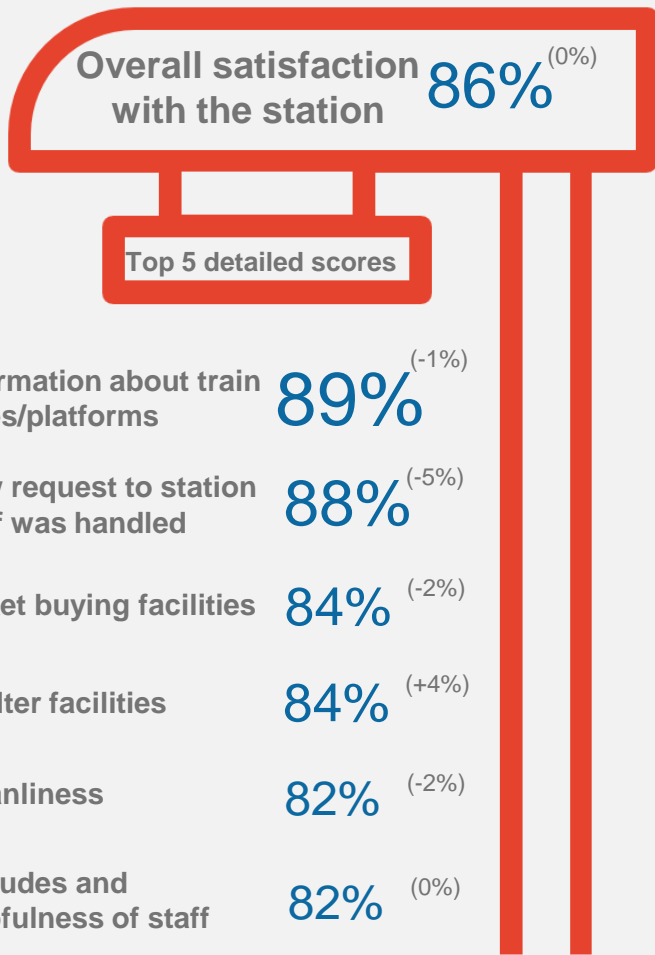 Overall satisfaction 86% (0%)
with the station
Top 5 detailed scores
rmation about train 89% (-1%)
s/platforms
request to station 88% (-5%)
f was handled
et buying facilities 84% (-2%)
lter facilities 84% (+4%)
anliness 82% (-2%)
udes and 82% (0%)
fulness of staff